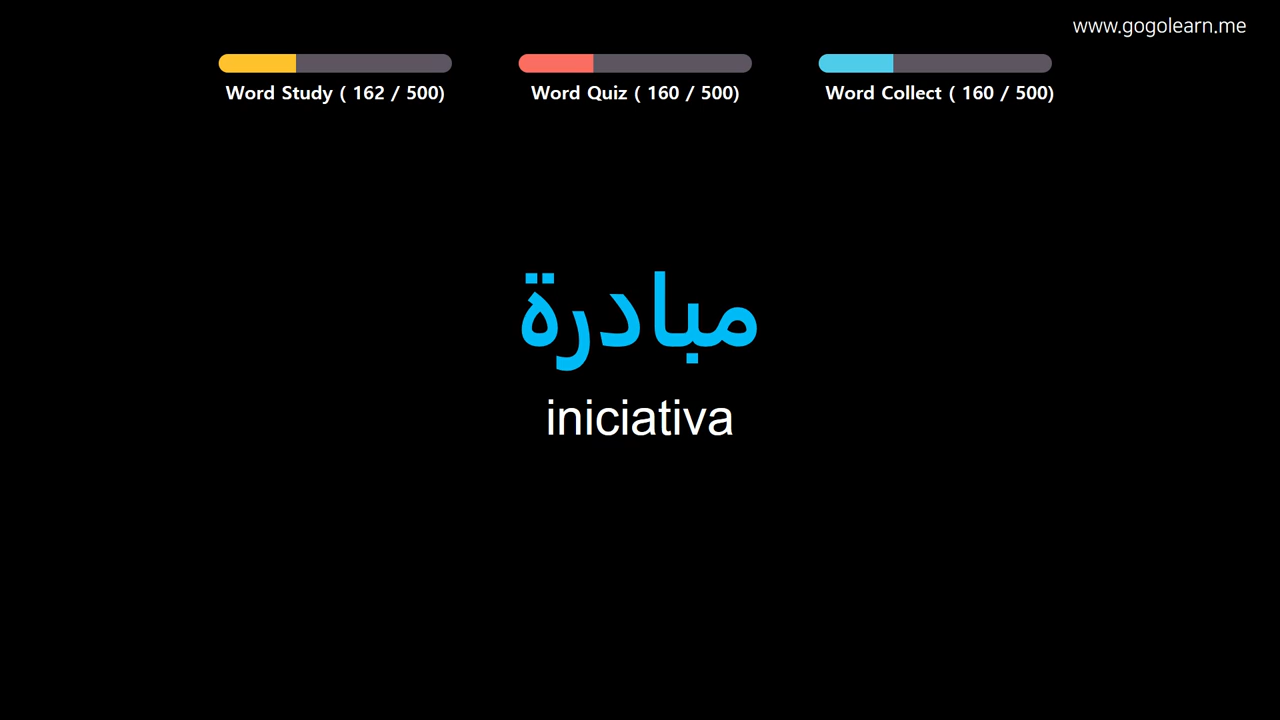 www.gogolearn.me
Word Study ( 162 / 500)
Word Quiz ( 160 / 500)
Word Collect ( 160 / 500)
مبادرة
iniciativa